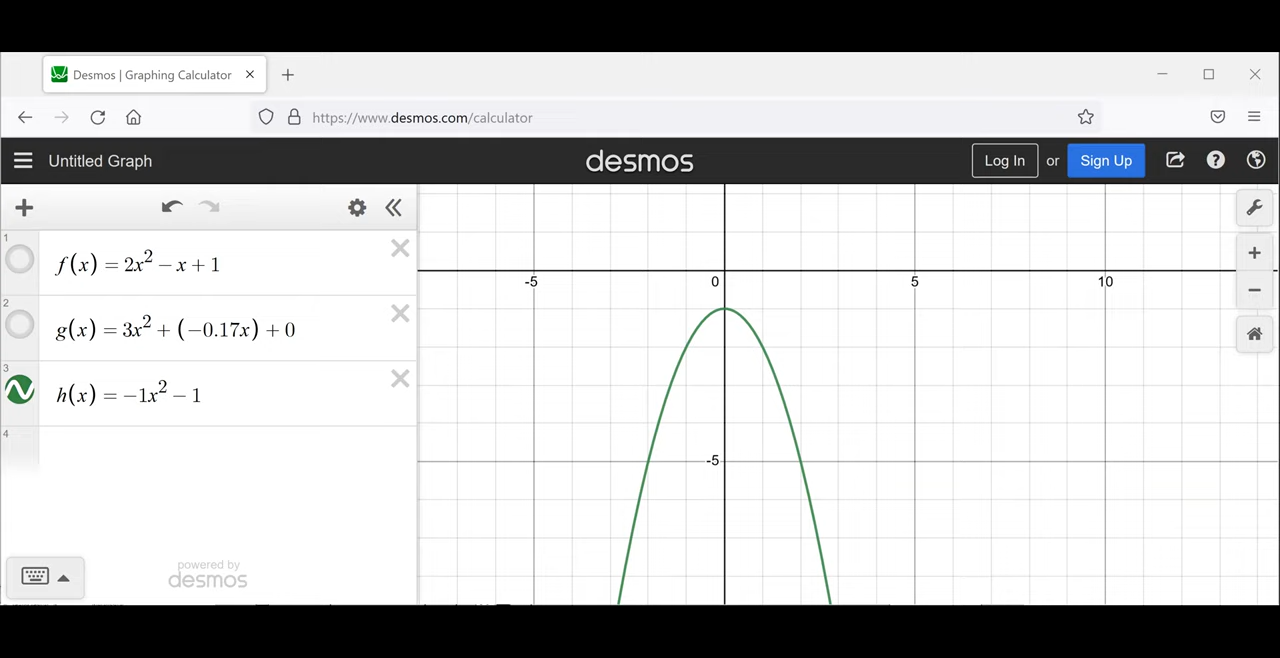 Desmos | Graphing Calculator
https://www.desmos.com/calculator
Untitled Graph
desmos
Log In or Sign Up
1
f(x) = 2x² − x + 1
2
g(x) = 3x² + (−0.17x) + 0
3
h(x) = −1x² − 1
4
powered by
desmos
-5 0 5 10
-5